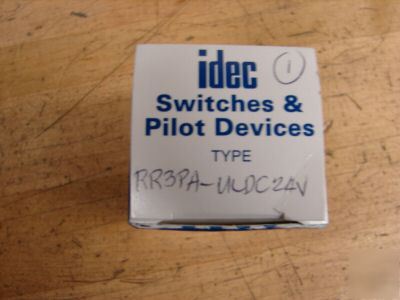 idec 1
Switches &
Pilot Devices
TYPE
RR3PA-ULDC24V